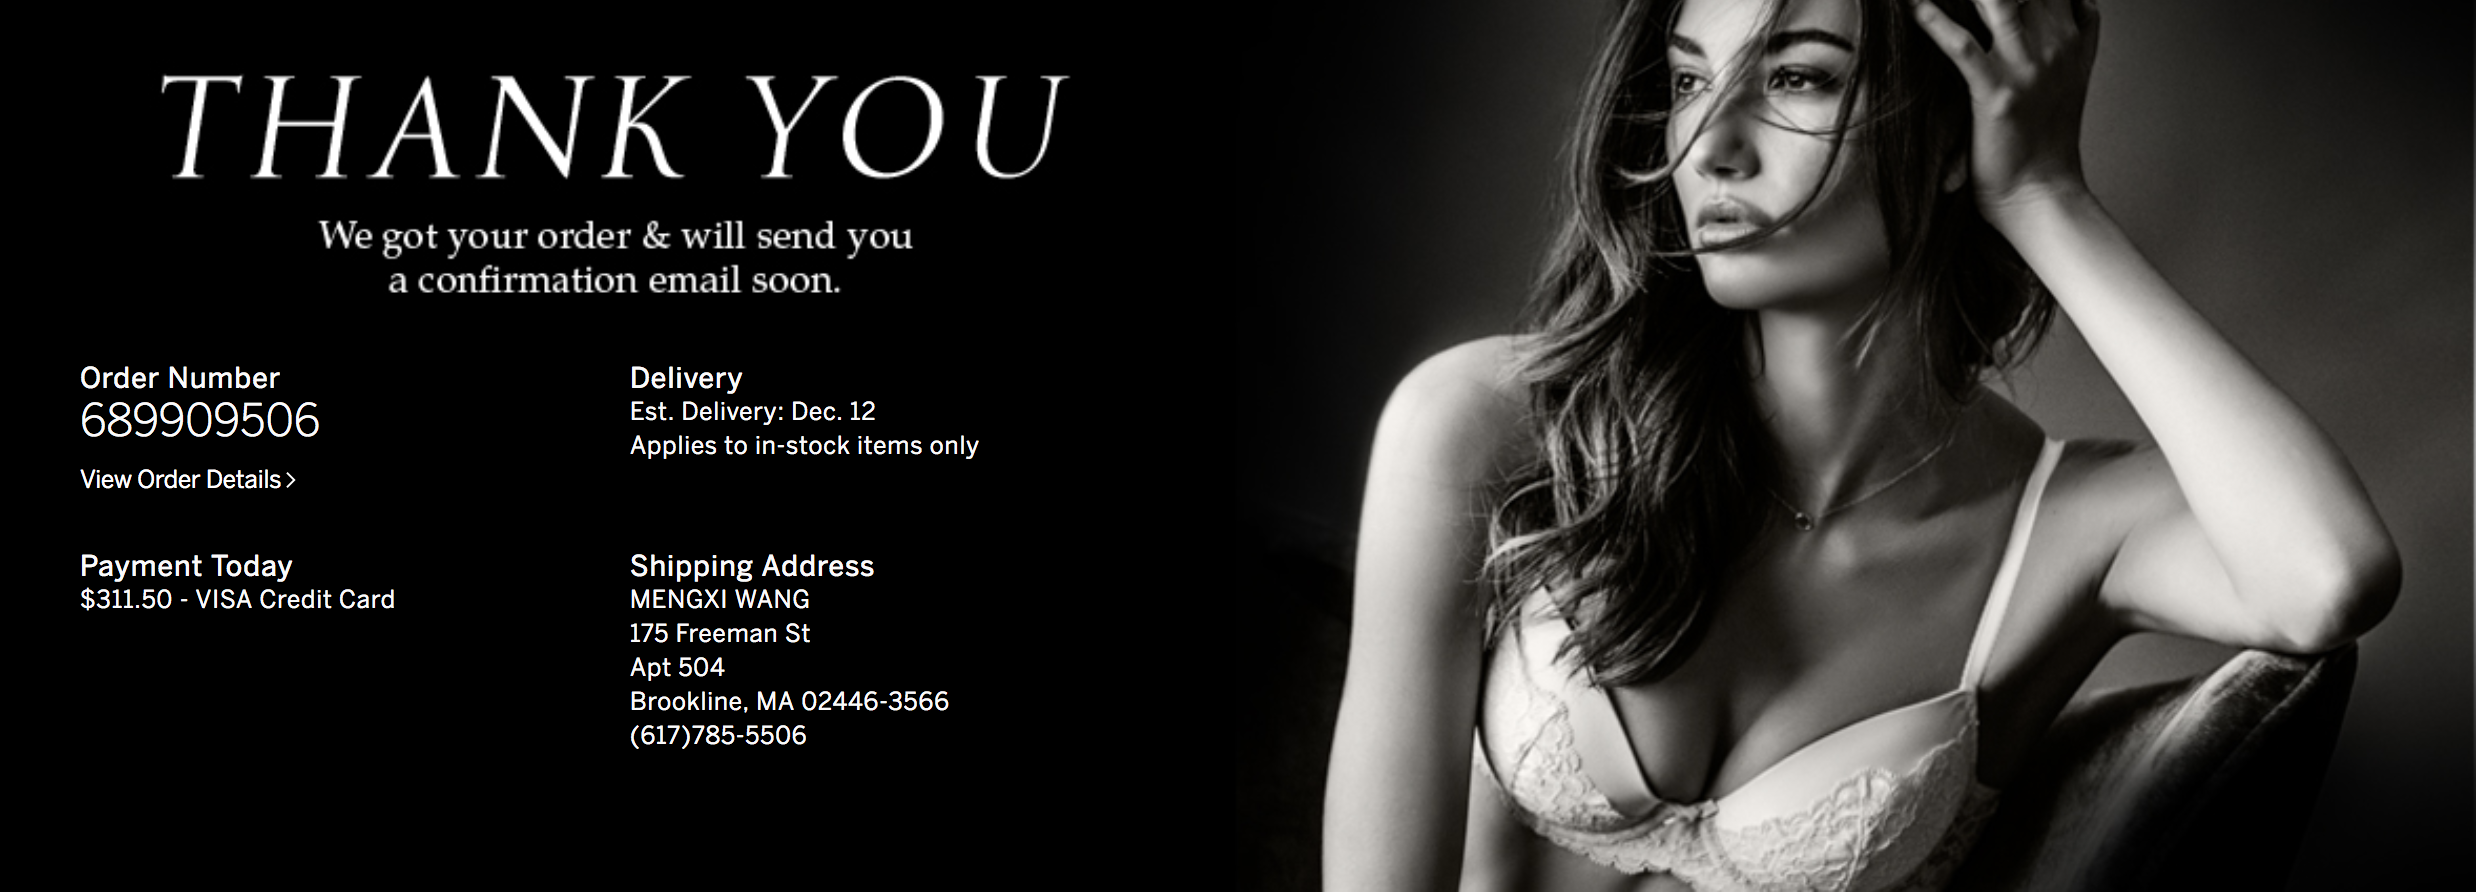 THANK YOU
We got your order & will send you
a confirmation email soon.
Order Number
689909506
View Order Details >
Delivery
Est. Delivery: Dec. 12
Applies to in-stock items only
Payment Today
$311.50 - VISA Credit Card
Shipping Address
MENGXI WANG
175 Freeman St
Apt 504
Brookline, MA 02446-3566
(617)785-5506